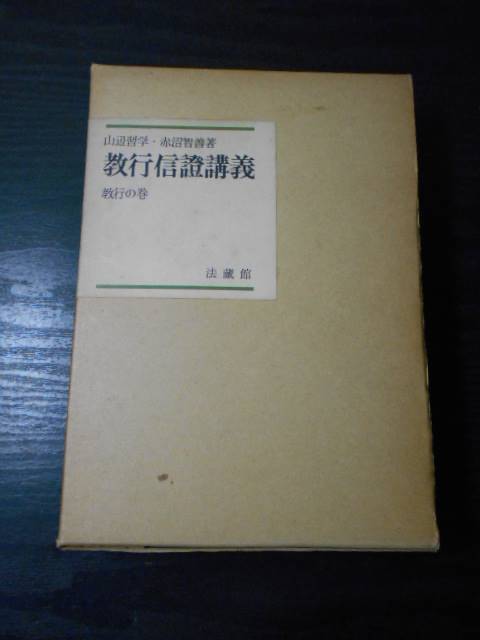 山辺習学・赤沼智善著
教行信證講義
教行の巻
法藏館